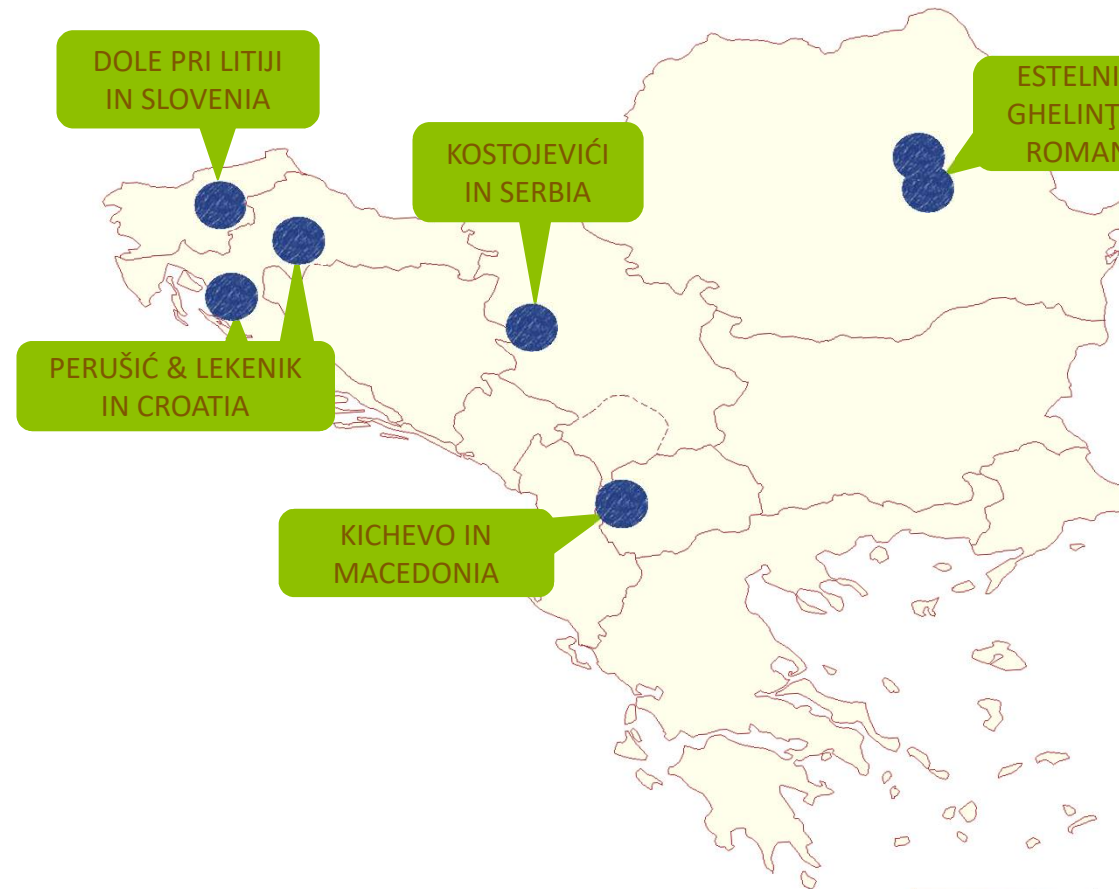 DOLE PRI LITIJI
IN SLOVENIA
ESTELNI
GHELINŢ
ROMAN
KOSTOJEVIĆI
IN SERBIA
PERUŠIĆ & LEKENIK
IN CROATIA
KICHEVO IN
MACEDONIA